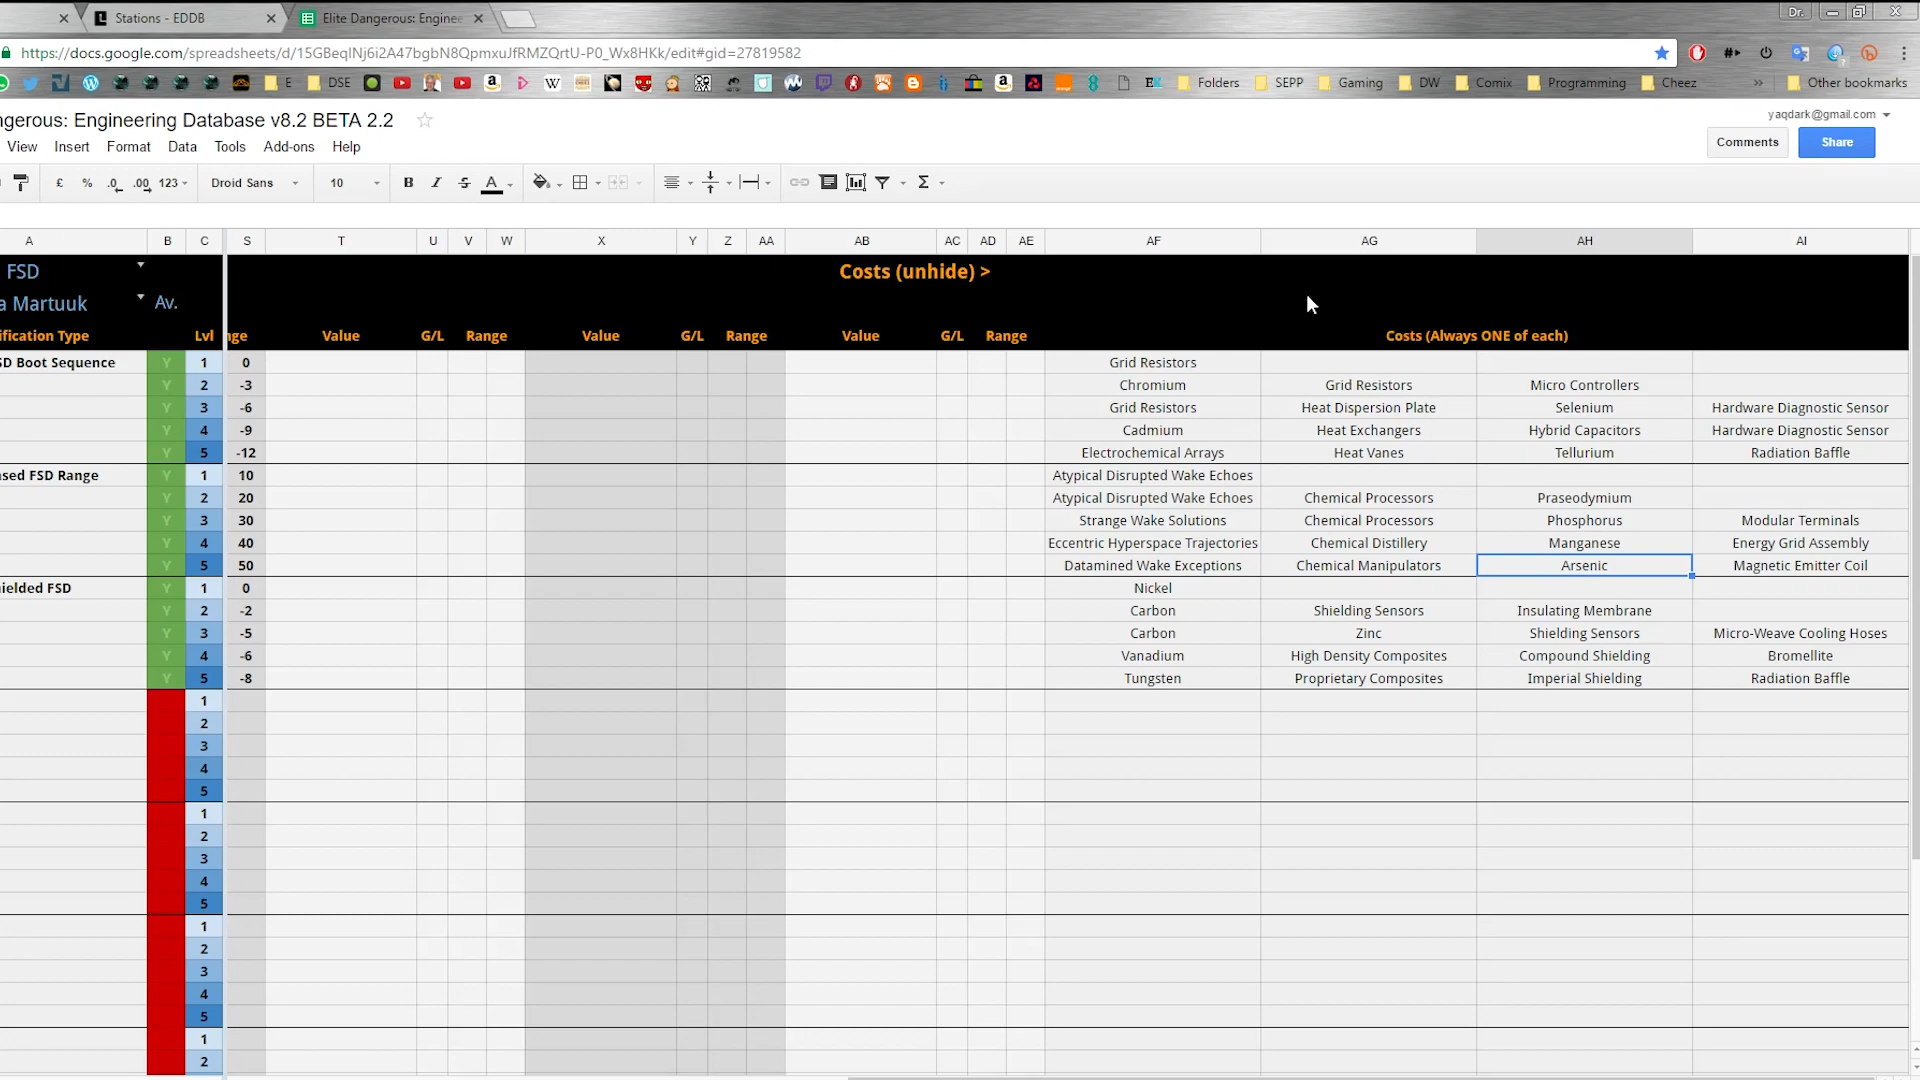 Stations - EDDB
Elite Dangerous: Enginee
Dr.
https://docs.google.com/spreadsheets/d/15GBeqlNj6i2A47bgbN8QpmxuJfRMZQrtU-P0_Wx8HKk/edit#gid=27819582
E DSE Folders SEPP Gaming DW Comix Programming Cheez » Other bookmarks
ngerous: Engineering Database v8.2 BETA 2.2
yaqdark@gmail.com
View Insert Format Data Tools Add-ons Help
Comments Share
£ % .0 .00 123 Droid Sans 10 B I S A Σ
A B C S T U V W X Y Z AA AB AC AD AE AF AG AH AI
FSD Costs (unhide) >
a Martuuk Av.
ification Type Lvl nge Value G/L Range Value G/L Range Value G/L Range Costs (Always ONE of each)
SD Boot Sequence Y 1 0 Grid Resistors
Y 2 -3 Chromium Grid Resistors Micro Controllers
Y 3 -6 Grid Resistors Heat Dispersion Plate Selenium Hardware Diagnostic Sensor
Y 4 -9 Cadmium Heat Exchangers Hybrid Capacitors Hardware Diagnostic Sensor
Y 5 -12 Electrochemical Arrays Heat Vanes Tellurium Radiation Baffle
ased FSD Range Y 1 10 Atypical Disrupted Wake Echoes
Y 2 20 Atypical Disrupted Wake Echoes Chemical Processors Praseodymium
Y 3 30 Strange Wake Solutions Chemical Processors Phosphorus Modular Terminals
Y 4 40 Eccentric Hyperspace Trajectories Chemical Distillery Manganese Energy Grid Assembly
Y 5 50 Datamined Wake Exceptions Chemical Manipulators Arsenic Magnetic Emitter Coil
ielded FSD Y 1 0 Nickel
Y 2 -2 Carbon Shielding Sensors Insulating Membrane
Y 3 -5 Carbon Zinc Shielding Sensors Micro-Weave Cooling Hoses
Y 4 -6 Vanadium High Density Composites Compound Shielding Bromellite
Y 5 -8 Tungsten Proprietary Composites Imperial Shielding Radiation Baffle
1
2
3
4
5
1
2
3
4
5
1
2
3
4
5
1
2